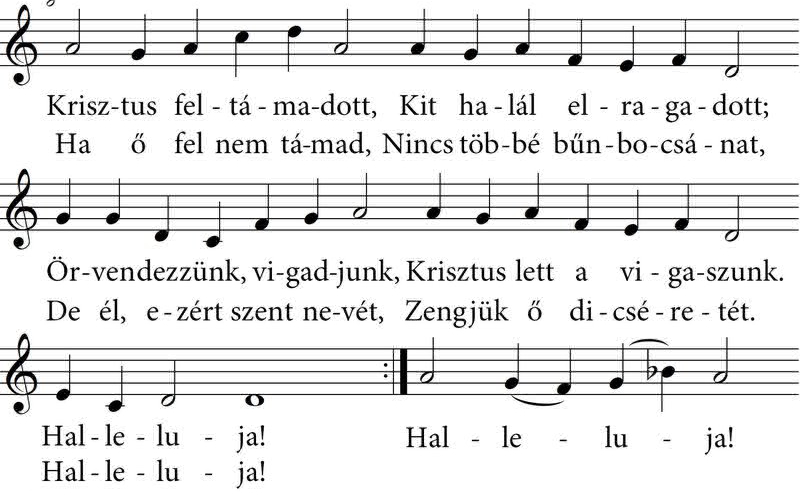 Krisz-tus fel - tá - ma-dott, Kit ha - lál el - ra - ga - dott;
Ha ő fel nem tá-mad, Nincs töb-bé bűn-bo-csá - nat,
Ör-vendezzünk, vi-gad-junk, Krisztus lett a vi - ga-szunk.
De él, e-zért szent ne-vét, Zengjük ő di-csé-re-tét.
Hal-le-lu - ja! Hal - le - lu - ja!
Hal-le-lu - ja!